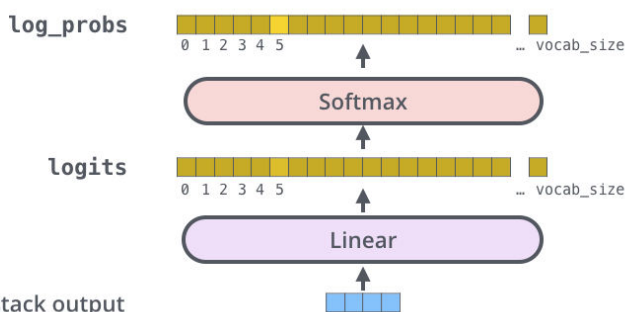 log_probs
0 1 2 3 4 5 … vocab_size
Softmax
logits
0 1 2 3 4 5 … vocab_size
Linear
tack output